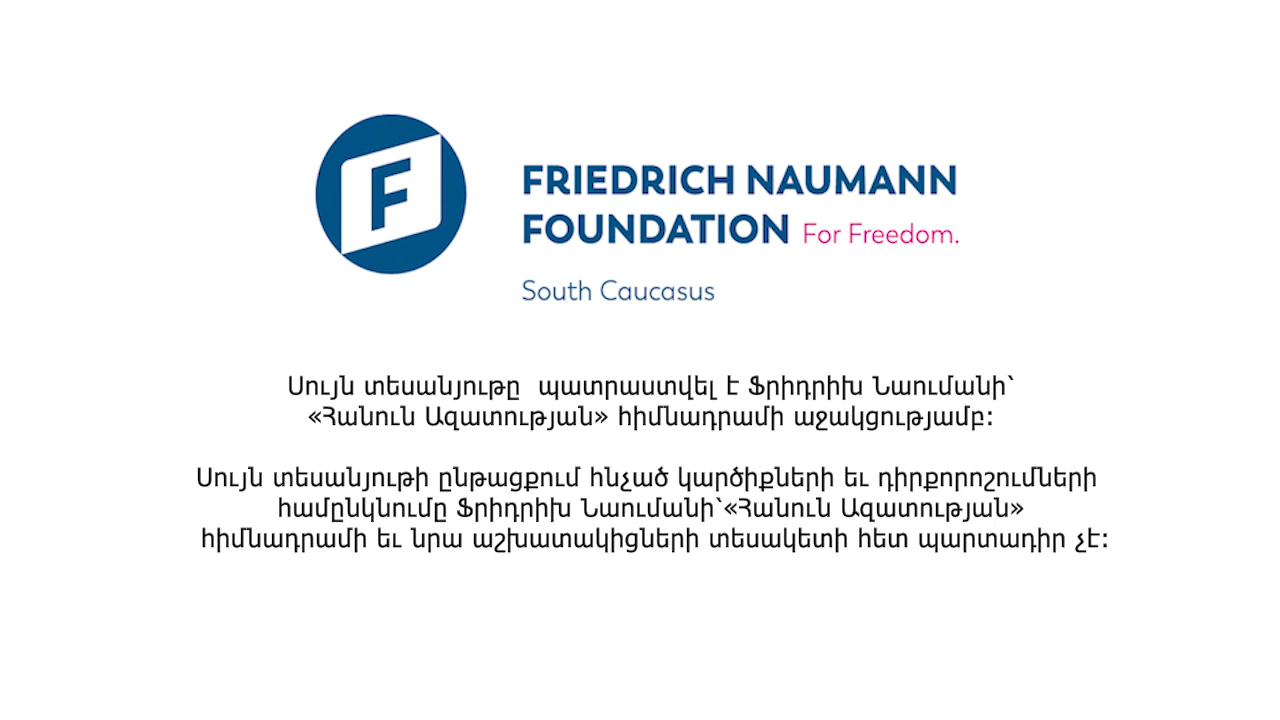 F
FRIEDRICH NAUMANN
FOUNDATION For Freedom.
South Caucasus
Սույն տեսանյութը պատրաստվել է Ֆրիդրիխ Նաումանի՝
«Հանուն Ազատության» հիմնադրամի աջակցությամբ:
Սույն տեսանյութի ընթացքում հնչած կարծիքների եւ դիրքորոշումների
համընկնումը Ֆրիդրիխ Նաումանի՝«Հանուն Ազատության»
հիմնադրամի եւ նրա աշխատակիցների տեսակետի հետ պարտադիր չէ: